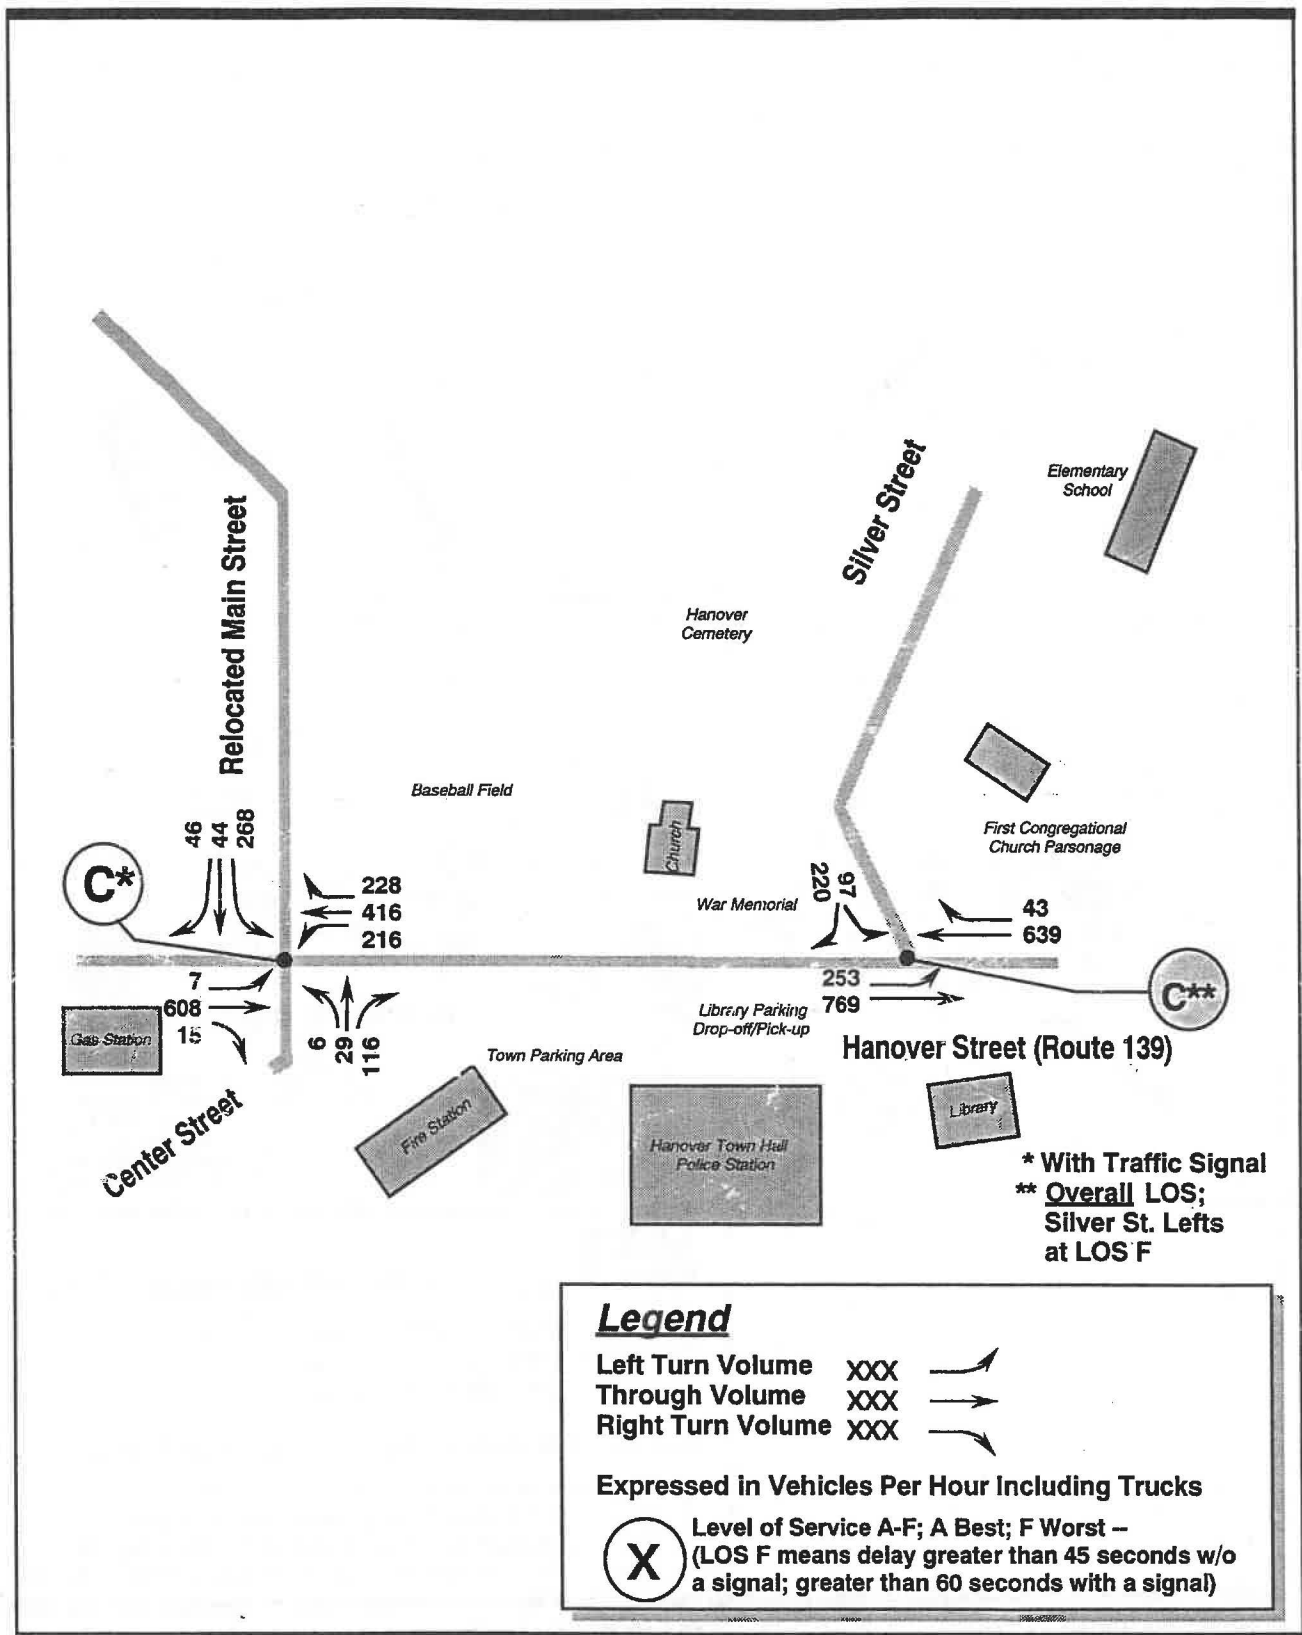 Elementary
School
Silver Street
Relocated Main Street
Hanover
Cemetery
Baseball Field
Church
First Congregational
Church Parsonage
War Memorial
46
44
268
C*
228
416
216
220
97
43
639
7
608
15
6
29
116
253
769
C**
Gas Station
Library Parking
Drop-off/Pick-up
Hanover Street (Route 139)
Town Parking Area
Center Street
Fire Station
Hanover Town Hall
Police Station
Library
* With Traffic Signal
** Overall LOS;
Silver St. Lefts
at LOS F
Legend
Left Turn Volume XXX
Through Volume XXX
Right Turn Volume XXX
Expressed in Vehicles Per Hour Including Trucks
X
Level of Service A-F; A Best; F Worst --
(LOS F means delay greater than 45 seconds w/o
a signal; greater than 60 seconds with a signal)